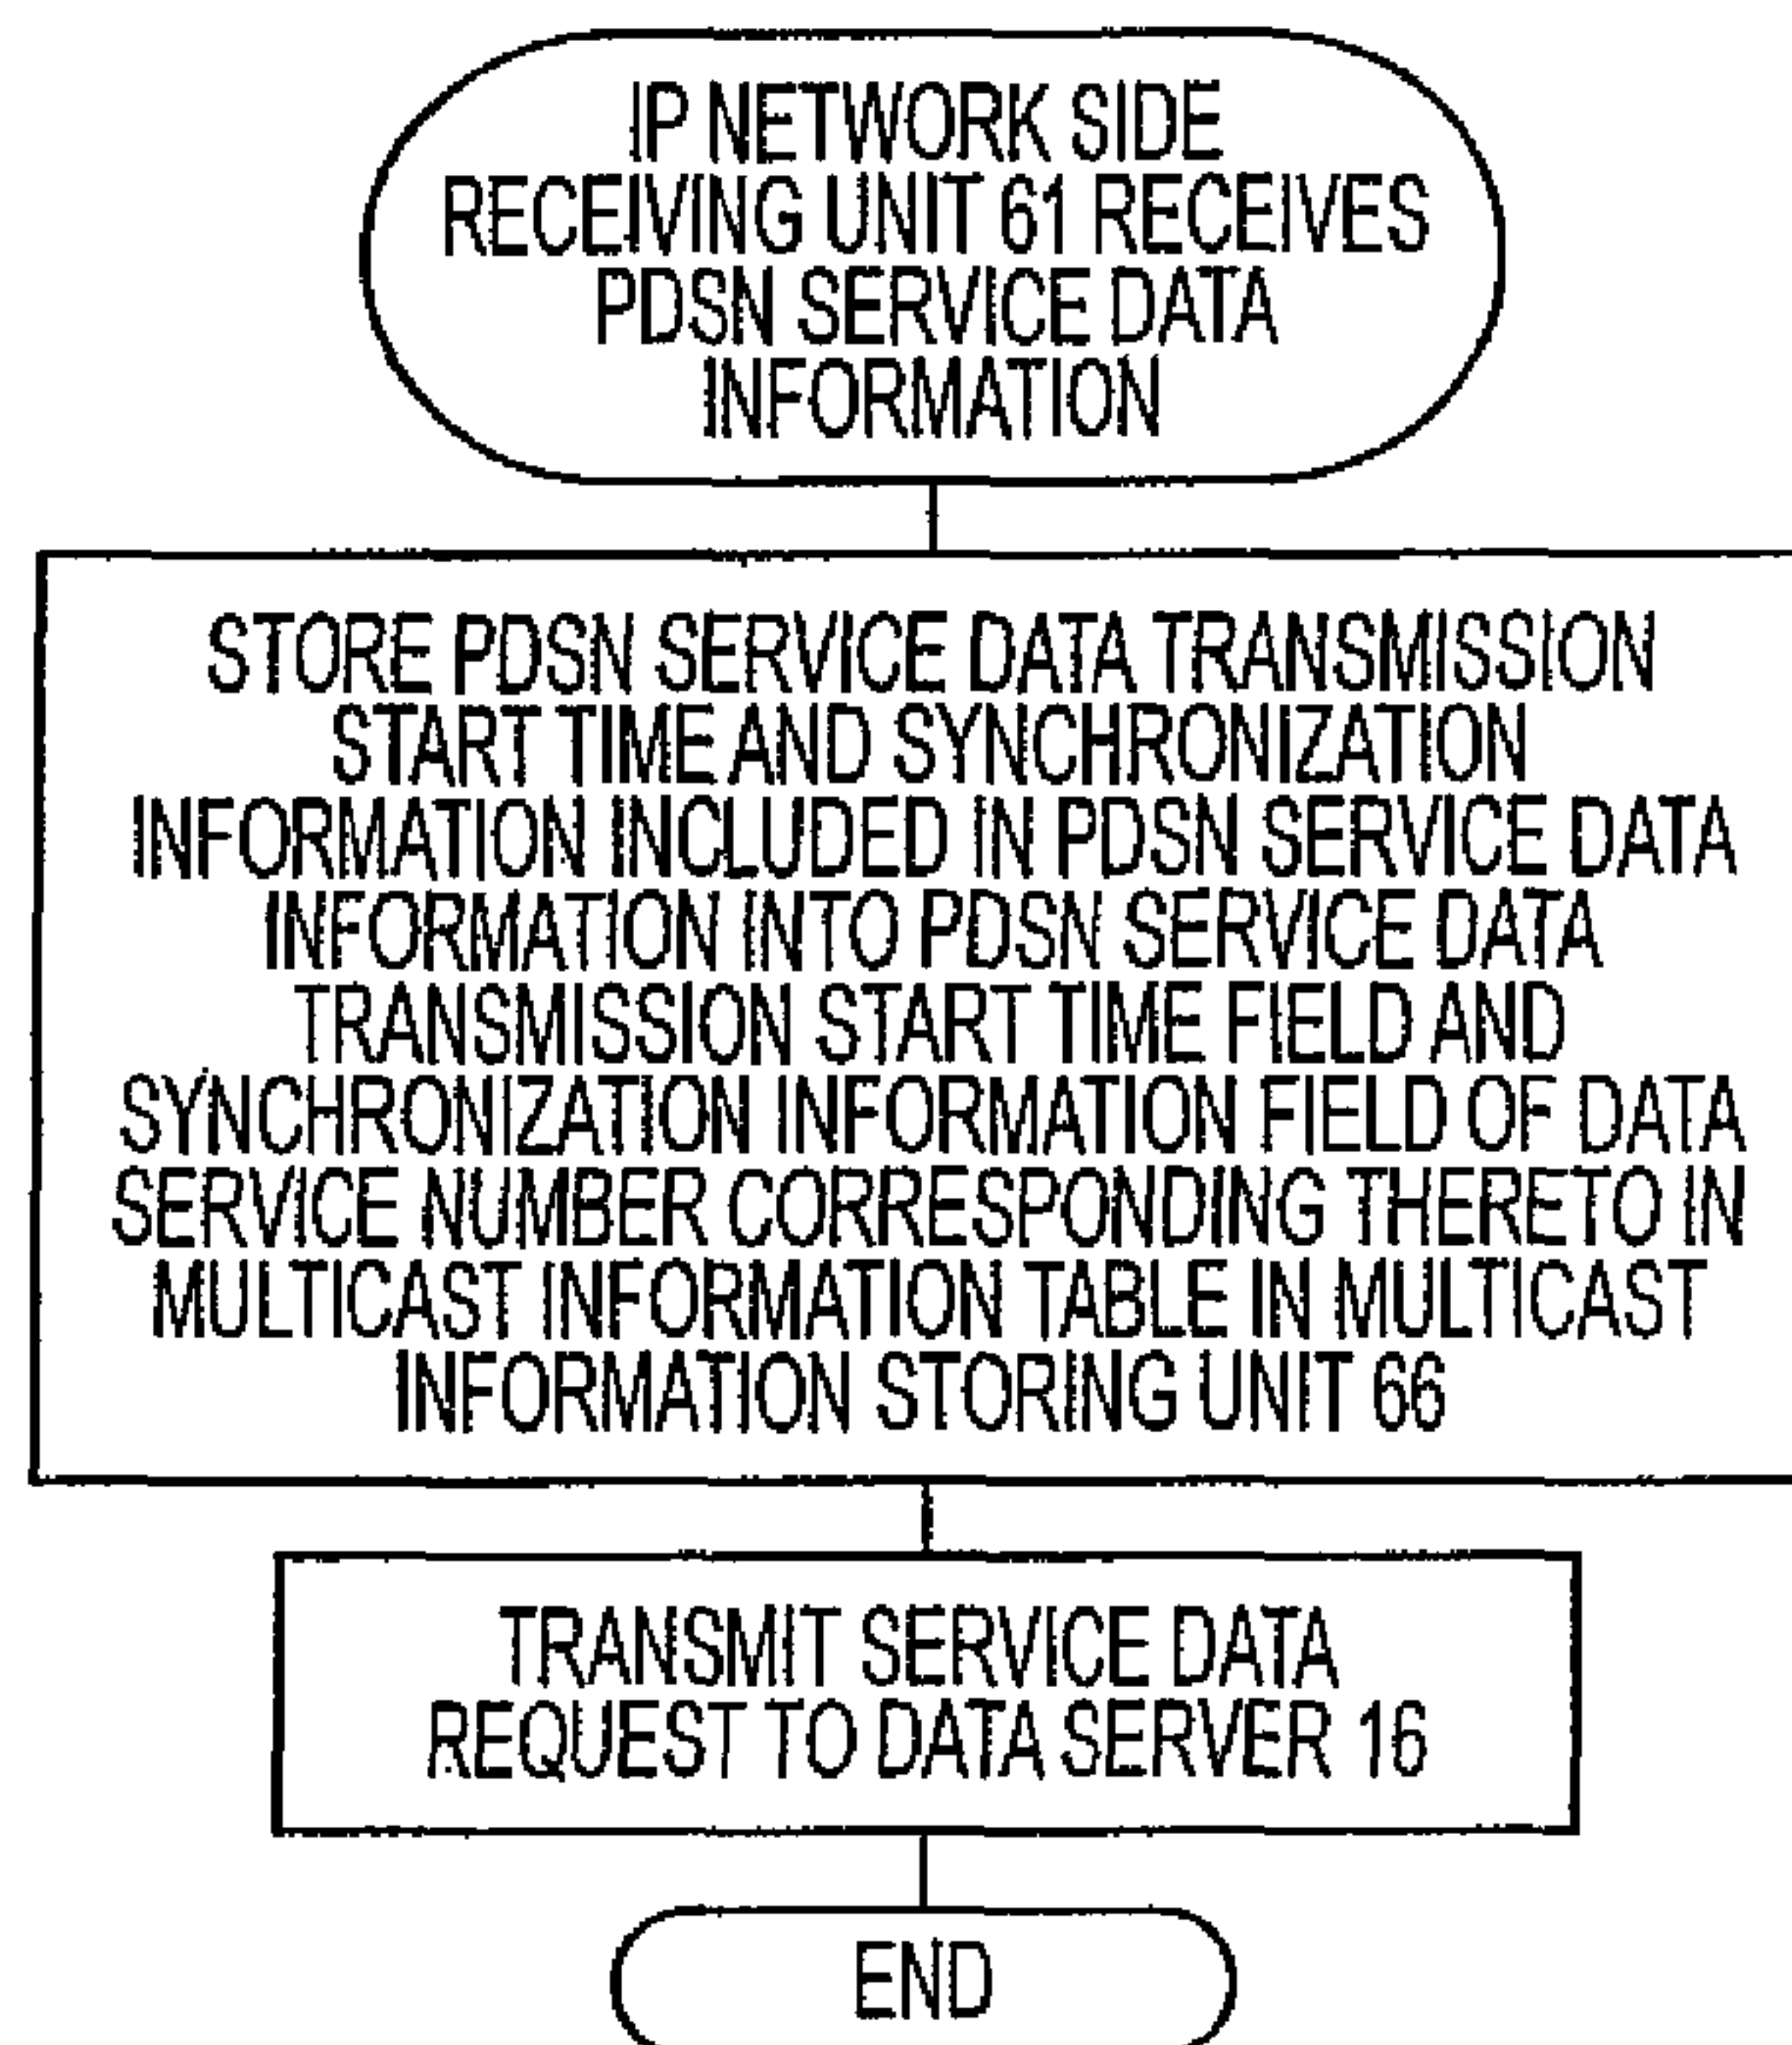 IP NETWORK SIDE
RECEIVING UNIT 61 RECEIVES
PDSN SERVICE DATA
INFORMATION
STORE PDSN SERVICE DATA TRANSMISSION
START TIME AND SYNCHRONIZATION
INFORMATION INCLUDED IN PDSN SERVICE DATA
INFORMATION INTO PDSN SERVICE DATA
TRANSMISSION START TIME FIELD AND
SYNCHRONIZATION INFORMATION FIELD OF DATA
SERVICE NUMBER CORRESPONDING THERETO IN
MULTICAST INFORMATION TABLE IN MULTICAST
INFORMATION STORING UNIT 66
TRANSMIT SERVICE DATA
REQUEST TO DATA SERVER 16
END